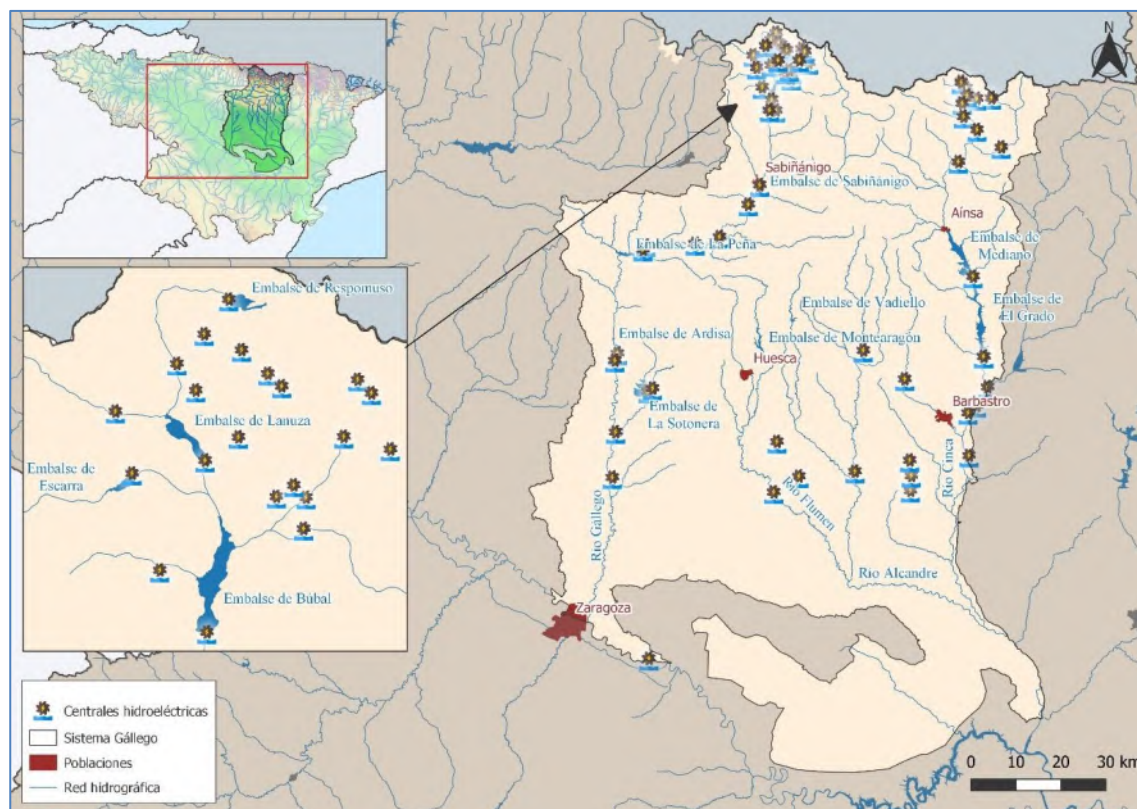 N
Sabiñánigo
Embalse de Sabiñánigo
Embalse de La Peña
Aínsa
Embalse de
Mediano
Embalse de
El Grado
Embalse de Vadiello
Embalse de Ardisa
Embalse de Montearagón
Huesca
Embalse de
La Sotonera
Barbastro
Río Cinca
Río Gállego
Río Flumen
Río Alcandre
Zaragoza
Embalse de Respomuso
Embalse de Lanuza
Embalse de
Escarra
Embalse de Búbal
Centrales hidroeléctricas
Sistema Gállego
Poblaciones
Red hidrográfica
0 10 20 30 km